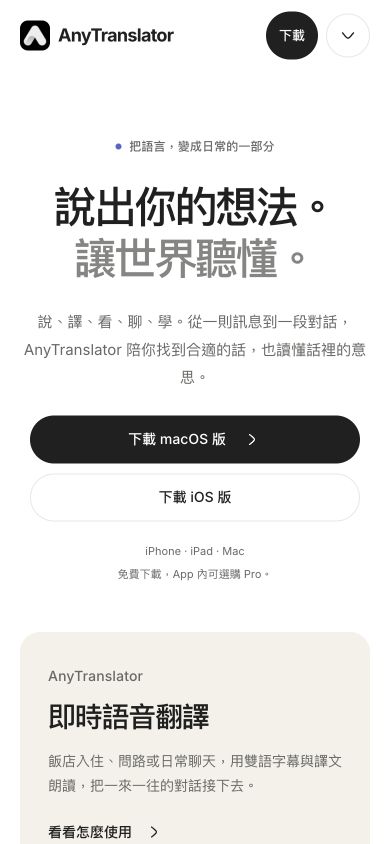 AnyTranslator
下載
把語言，變成日常的一部分
說出你的想法。
讓世界聽懂。
說、譯、看、聊、學。從一則訊息到一段對話，
AnyTranslator 陪你找到合適的話，也讀懂話裡的意
思。
下載 macOS 版
下載 iOS 版
iPhone · iPad · Mac
免費下載，App 內可選購 Pro。
AnyTranslator
即時語音翻譯
飯店入住、問路或日常聊天，用雙語字幕與譯文
朗讀，把一來一往的對話接下去。
看看怎麼使用